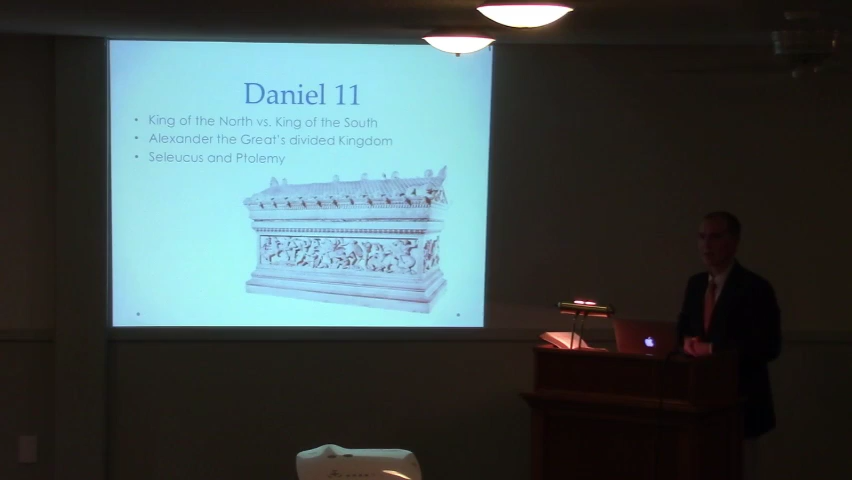 Daniel 11
• King of the North vs. King of the South
• Alexander the Great's divided Kingdom
• Seleucus and Ptolemy